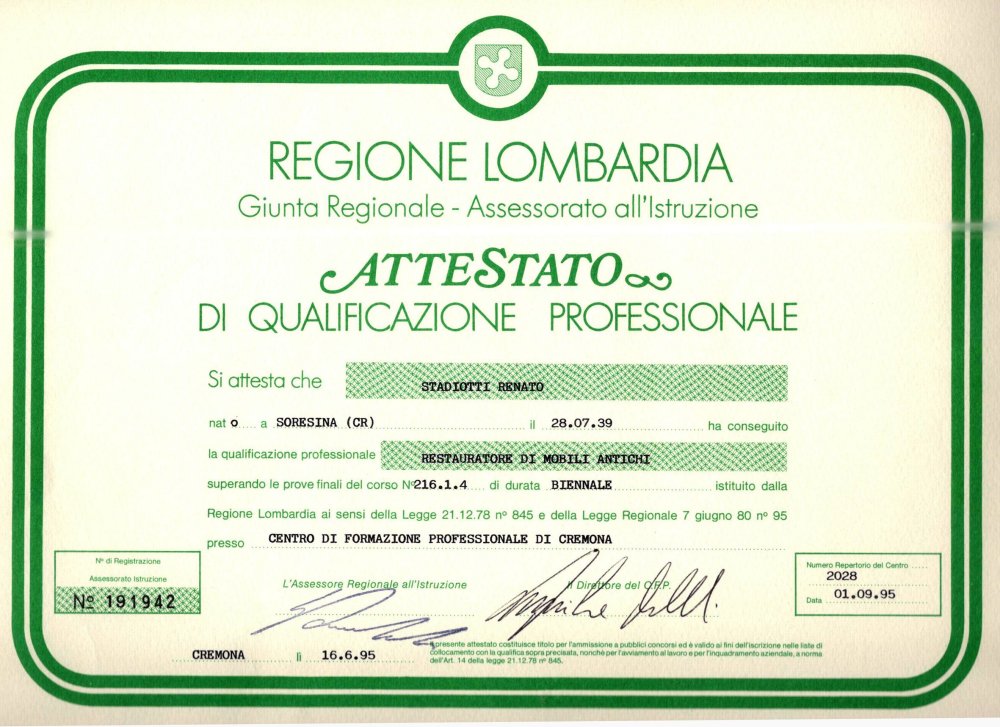 REGIONE LOMBARDIA
Giunta Regionale - Assessorato all'Istruzione
ATTESTATO
DI QUALIFICAZIONE PROFESSIONALE
Si attesta che STADIOTTI RENATO
nat o a SORESINA (CR) il 28.07.39 ha conseguito
la qualificazione professionale RESTAURATORE DI MOBILI ANTICHI
superando le prove finali del corso N° 216.1.4 di durata BIENNALE istituito dalla
Regione Lombardia ai sensi della Legge 21.12.78 nº 845 e della Legge Regionale 7 giugno 80 nº 95
presso CENTRO DI FORMAZIONE PROFESSIONALE DI CREMONA
Nº di Registrazione
Assessorato Istruzione
Nº 191942
L'Assessore Regionale all'Istruzione
Il Direttore del C.F.P.
Numero Repertorio del Centro
2028
Data 01.09.95
CREMONA lì 16.6.95
presente attestato costituisce titolo per l'ammissione a pubblici concorsi ed è valido ai fini dell'iscrizione nelle liste di
collocamento con la qualifica sopra precisata, nonchè per l'avviamento al lavoro e per l'inquadramento aziendale, a norma
dell'Art. 14 della legge 21.12.78 nº 845.